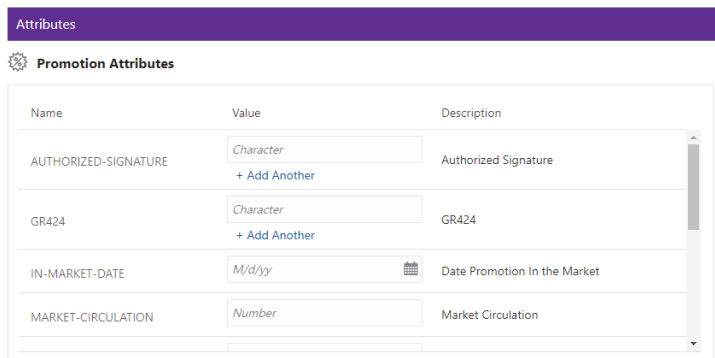 Attributes
Promotion Attributes
Name Value Description
AUTHORIZED-SIGNATURE Character Authorized Signature
+ Add Another
GR424 Character GR424
+ Add Another
IN-MARKET-DATE M/d/yy Date Promotion In the Market
MARKET-CIRCULATION Number Market Circulation